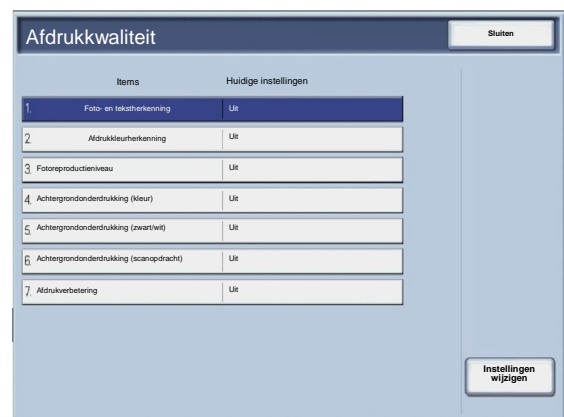 Afdrukkwaliteit
Sluiten
Items Huidige instellingen
1. Foto- en tekstherkenning Uit
2 Afdrukkleurherkenning Uit
3. Fotoreproductieniveau Uit
4. Achtergrondonderdrukking (kleur) Uit
5. Achtergrondonderdrukking (zwart/wit) Uit
6. Achtergrondonderdrukking (scanopdracht) Uit
7. Afdrukverbetering Uit
Instellingen
wijzigen